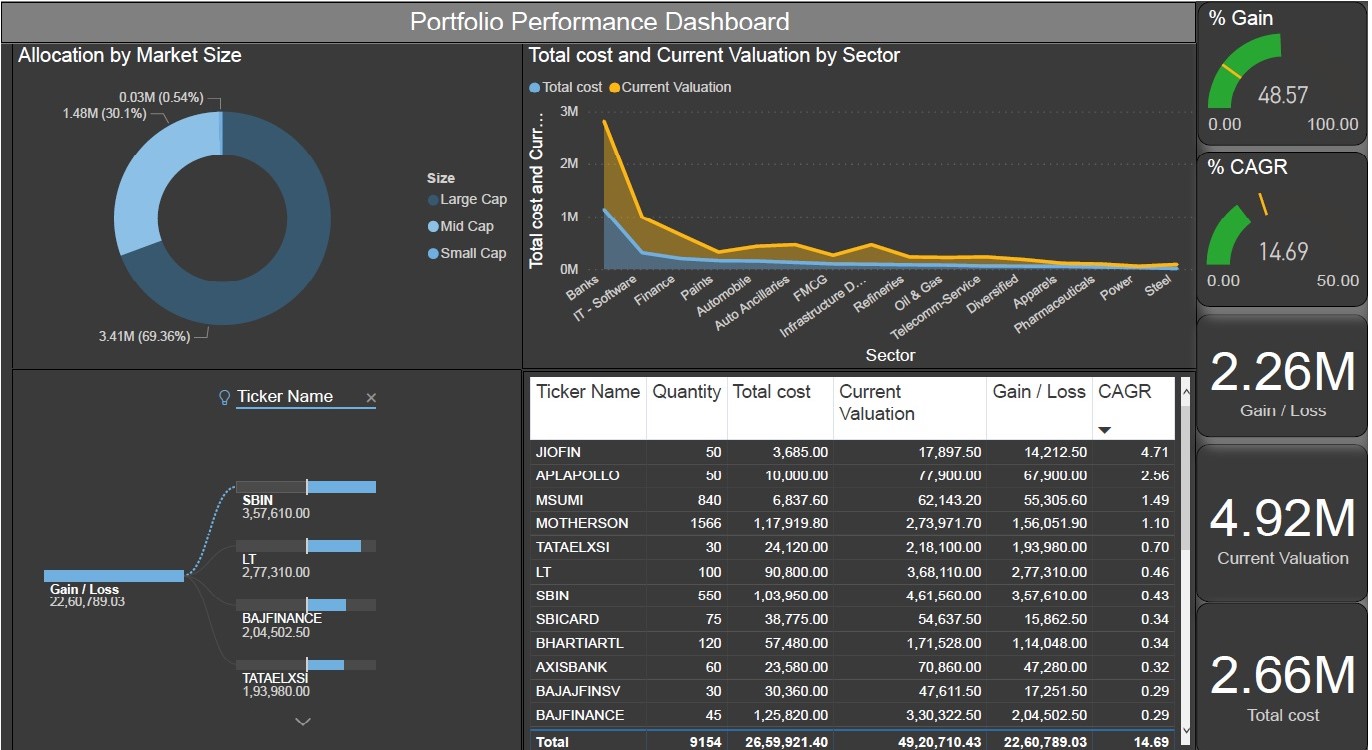 Portfolio Performance Dashboard
Allocation by Market Size
0.03M (0.54%)
1.48M (30.1%)
3.41M (69.36%)
Size
Large Cap
Mid Cap
Small Cap
Total cost and Current Valuation by Sector
Total cost Current Valuation
Total cost and Curr...
3M
2M
1M
0M
Banks
IT - Software
Finance
Paints
Automobile
Auto Ancillaries
FMCG
Infrastructure D...
Refineries
Oil & Gas
Telecomm-Service
Diversified
Apparels
Pharmaceuticals
Power
Steel
Sector
% Gain
48.57
0.00 100.00
% CAGR
14.69
0.00 50.00
2.26M
Gain / Loss
4.92M
Current Valuation
2.66M
Total cost
Ticker Name ×
Gain / Loss
22,60,789.03
SBIN
3,57,610.00
LT
2,77,310.00
BAJFINANCE
2,04,502.50
TATAELXSI
1,93,980.00
Ticker Name Quantity Total cost Current Valuation Gain / Loss CAGR
JIOFIN 50 3,685.00 17,897.50 14,212.50 4.71
APLAPOLLO 50 10,000.00 77,900.00 67,900.00 2.56
MSUMI 840 6,837.60 62,143.20 55,305.60 1.49
MOTHERSON 1566 1,17,919.80 2,73,971.70 1,56,051.90 1.10
TATAELXSI 30 24,120.00 2,18,100.00 1,93,980.00 0.70
LT 100 90,800.00 3,68,110.00 2,77,310.00 0.46
SBIN 550 1,03,950.00 4,61,560.00 3,57,610.00 0.43
SBICARD 75 38,775.00 54,637.50 15,862.50 0.34
BHARTIARTL 120 57,480.00 1,71,528.00 1,14,048.00 0.34
AXISBANK 60 23,580.00 70,860.00 47,280.00 0.32
BAJAJFINSV 30 30,360.00 47,611.50 17,251.50 0.29
BAJFINANCE 45 1,25,820.00 3,30,322.50 2,04,502.50 0.29
Total 9154 26,59,921.40 49,20,710.43 22,60,789.03 14.69